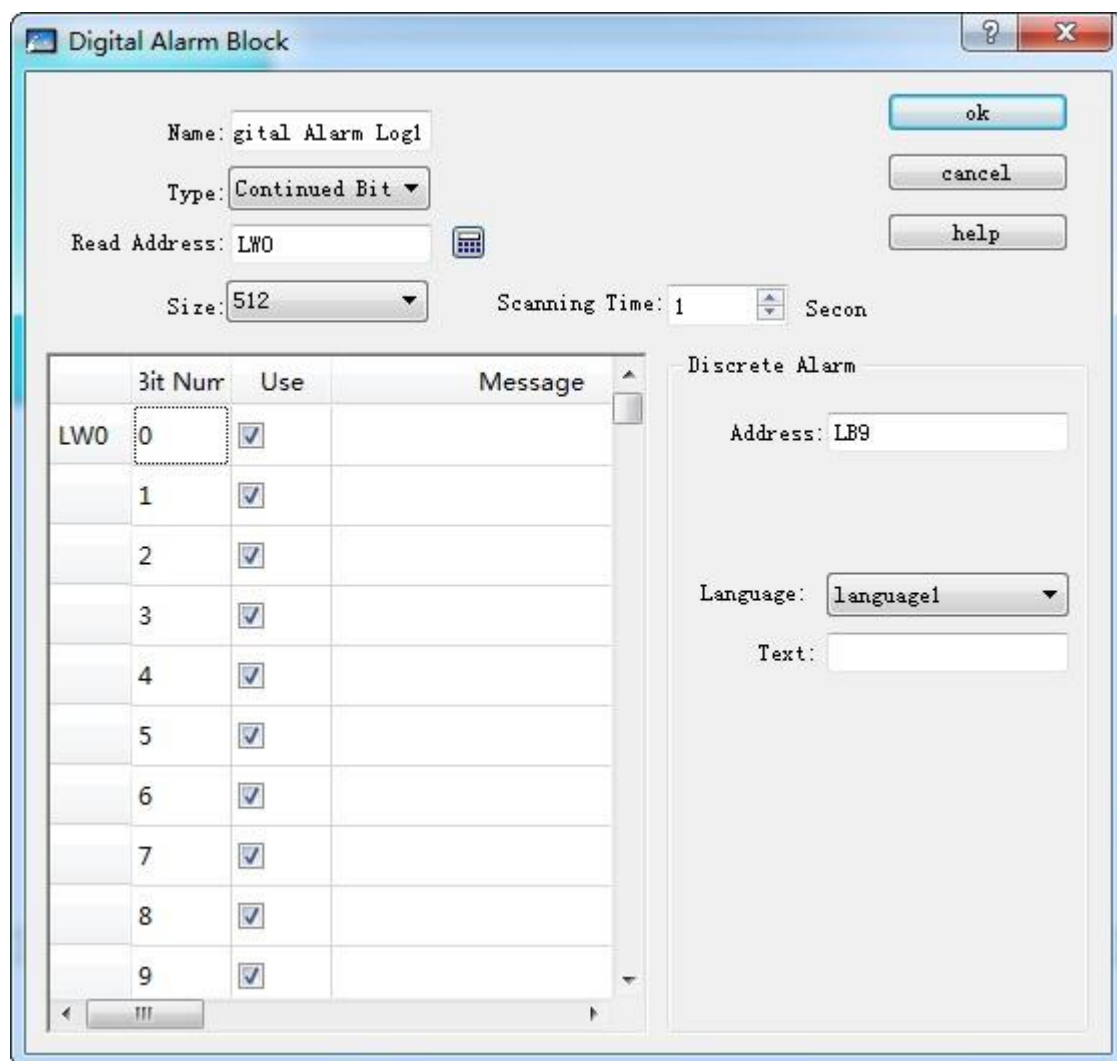 Digital Alarm Block
Name: gital Alarm Log1
ok
Type: Continued Bit
cancel
Read Address: LW0
help
Size: 512
Scanning Time: 1 Secon
Bit Num Use Message
LW0 0
1
2
3
4
5
6
7
8
9
Discrete Alarm
Address: LB9
Language: language1
Text: